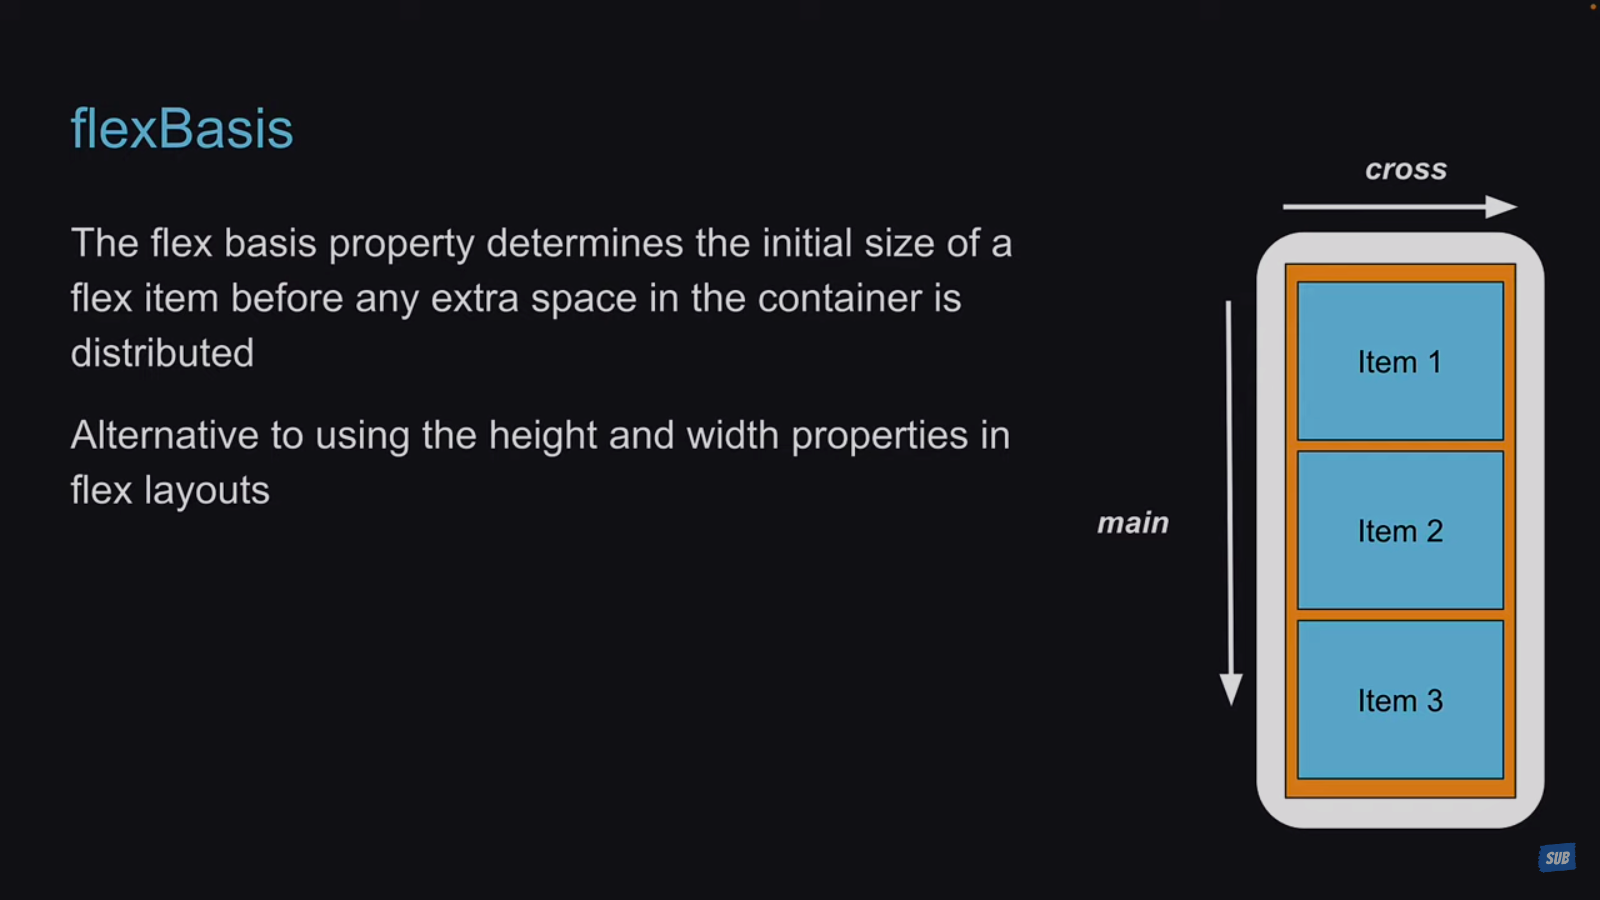 flexBasis
The flex basis property determines the initial size of a
flex item before any extra space in the container is
distributed
Alternative to using the height and width properties in
flex layouts
cross
main
Item 1
Item 2
Item 3
SUB